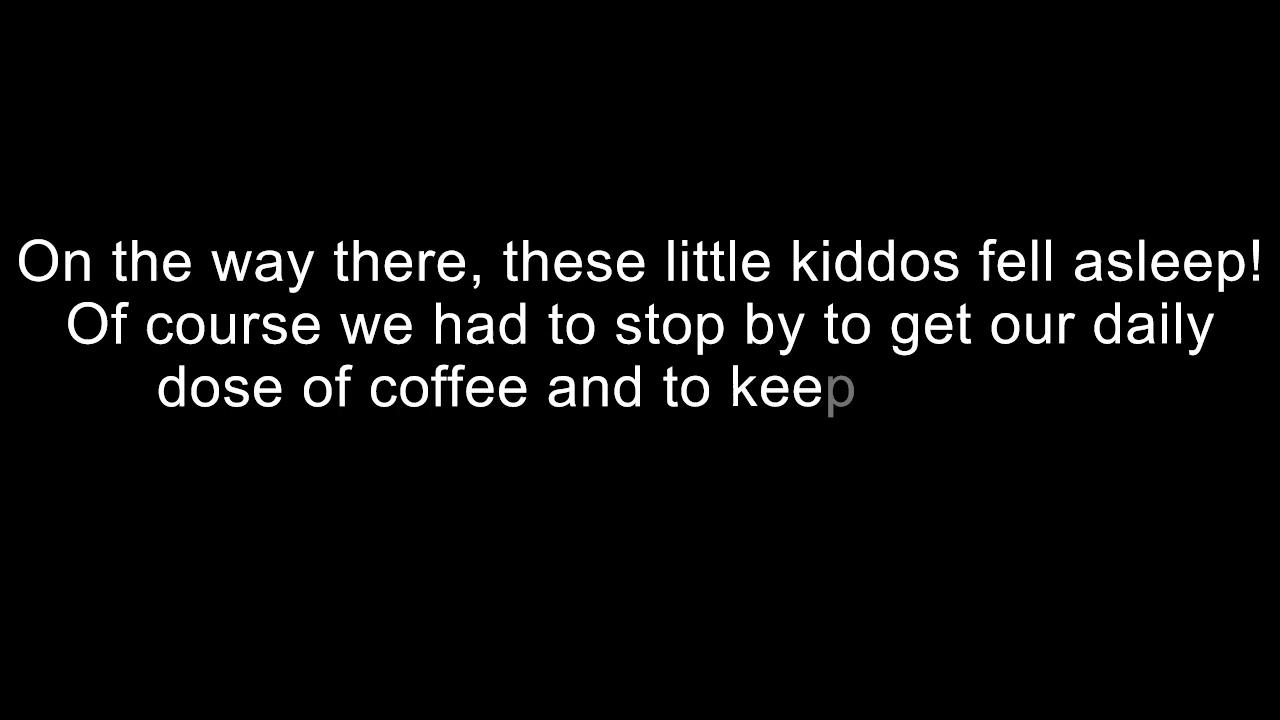 On the way there, these little kiddos fell asleep!
Of course we had to stop by to get our daily
dose of coffee and to keep